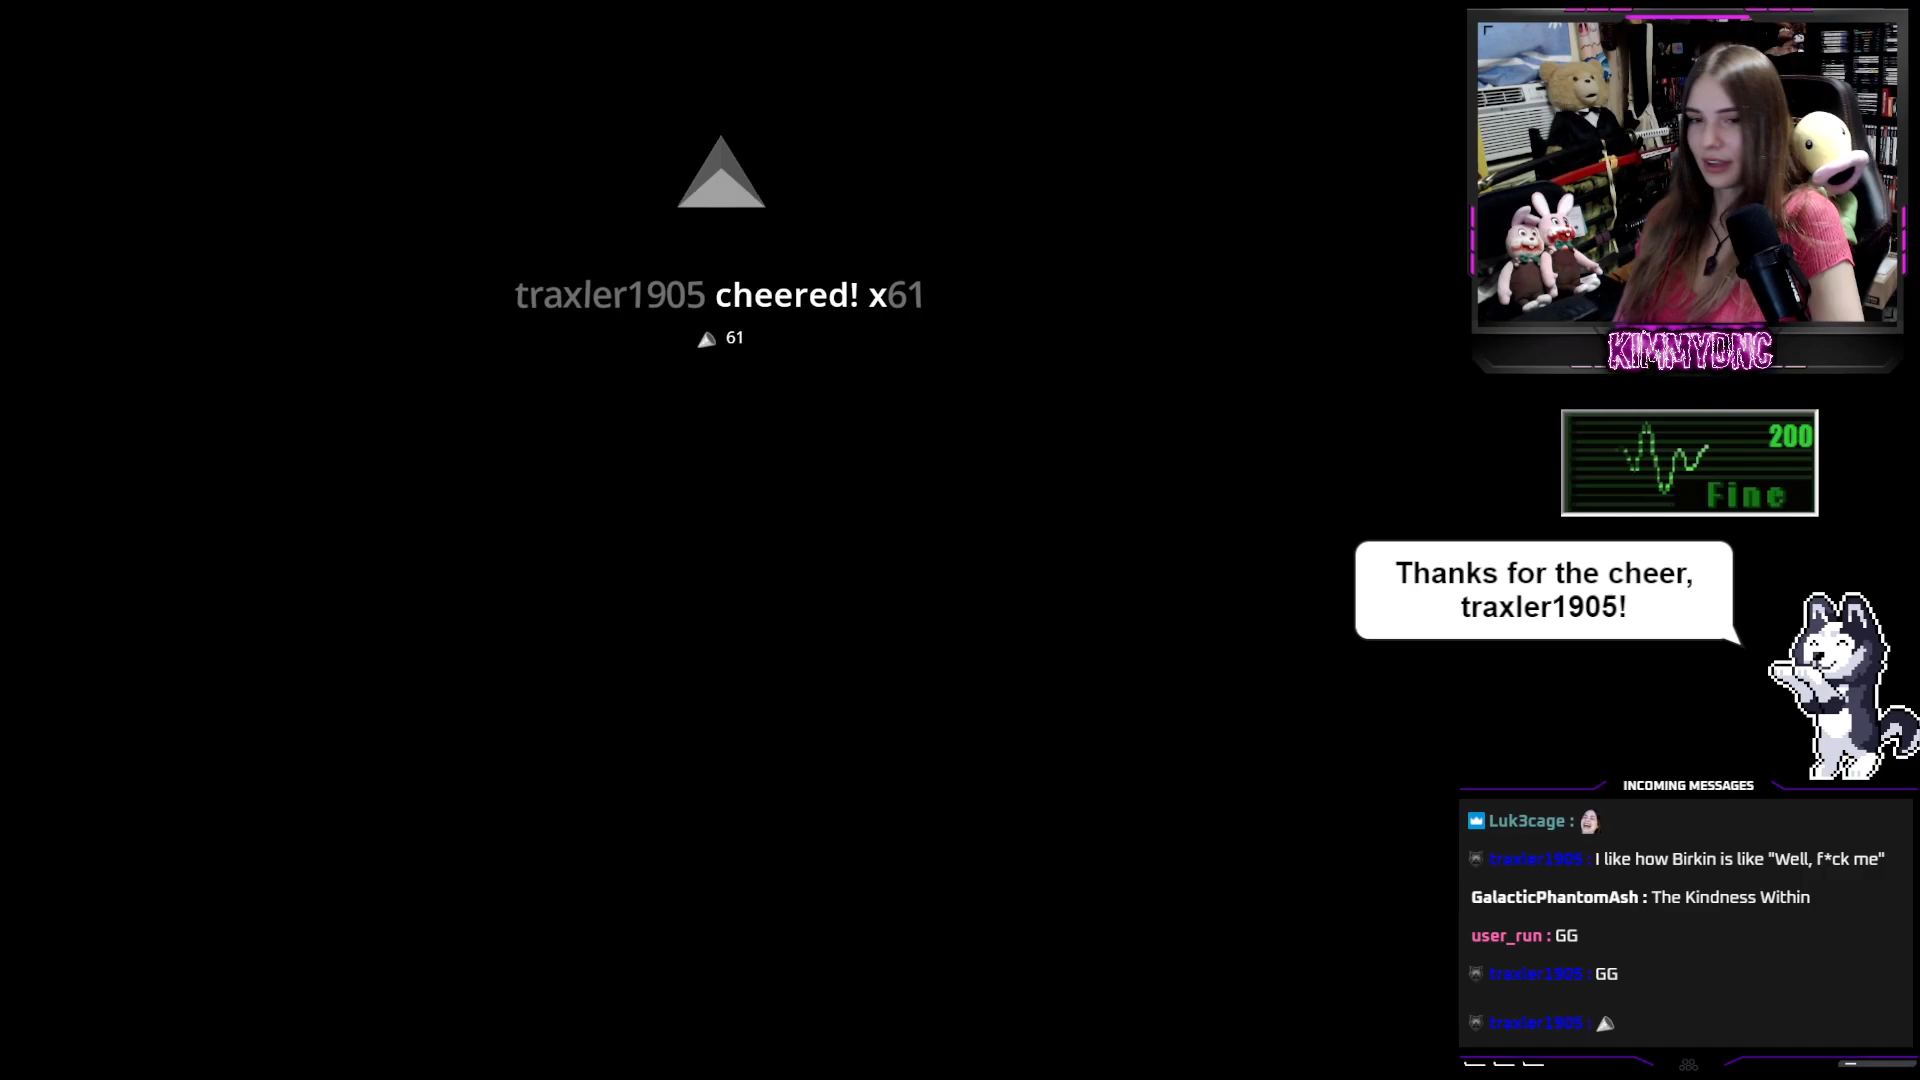 traxler1905 cheered! x61
61
KIMMYDNC
200
Fine
Thanks for the cheer,
traxler1905!
INCOMING MESSAGES
Luk3cage :
traxler1905 : I like how Birkin is like "Well, f*ck me"
GalacticPhantomAsh : The Kindness Within
user_run : GG
traxler1905 : GG
traxler1905 :